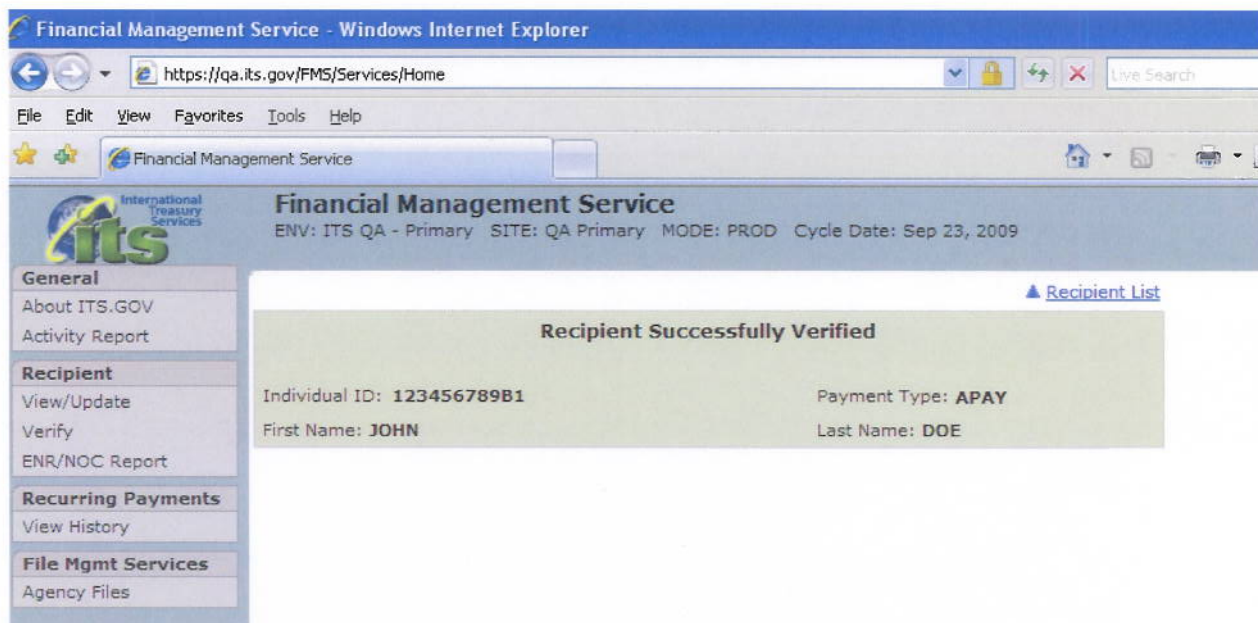 Financial Management Service - Windows Internet Explorer
https://qa.its.gov/FMS/Services/Home
Live Search
File Edit View Favorites Tools Help
Financial Management Service
International
Treasury
Services
its
Financial Management Service
ENV: ITS QA - Primary SITE: QA Primary MODE: PROD Cycle Date: Sep 23, 2009
General
About ITS.GOV
Activity Report
Recipient
View/Update
Verify
ENR/NOC Report
Recurring Payments
View History
File Mgmt Services
Agency Files
Recipient List
Recipient Successfully Verified
Individual ID: 123456789B1 Payment Type: APAY
First Name: JOHN Last Name: DOE